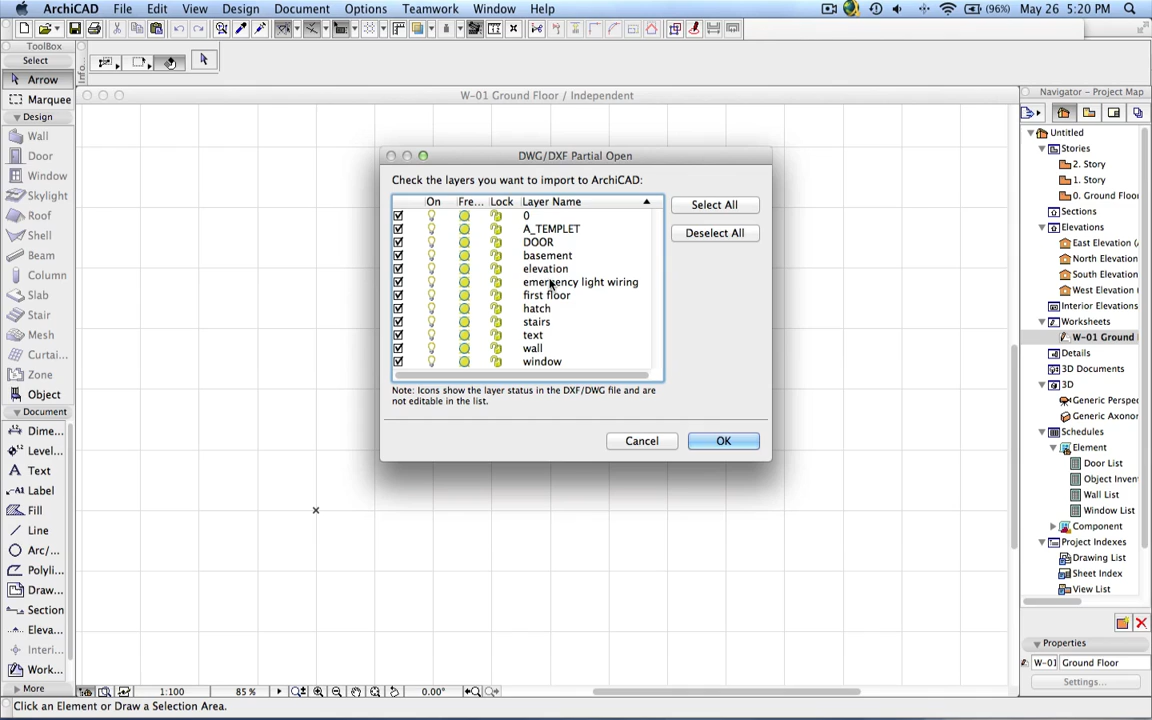 ArchiCAD File Edit View Design Document Options Teamwork Window Help (96%) May 26 5:20 PM
ToolBox
Select
Arrow
Marquee
Design
Wall
Door
Window
Skylight
Roof
Shell
Beam
Column
Slab
Stair
Mesh
Curtai...
Zone
Object
Document
Dime...
Level...
Text
Label
Fill
Line
Arc/...
Polyli...
Draw...
Section
Eleva...
Interi...
Work...
More
Info.
W-01 Ground Floor / Independent
DWG/DXF Partial Open
Check the layers you want to import to ArchiCAD:
On Fre... Lock Layer Name
0
A_TEMPLET
DOOR
basement
elevation
emergency light wiring
first floor
hatch
stairs
text
wall
window
Select All
Deselect All
Note: Icons show the layer status in the DXF/DWG file and are
not editable in the list.
Cancel OK
Navigator - Project Map
Untitled
Stories
2. Story
1. Story
0. Ground Floor
Sections
Elevations
East Elevation (
North Elevation
South Elevation
West Elevation
Interior Elevations
Worksheets
W-01 Ground
Details
3D Documents
3D
Generic Perspe
Generic Axonor
Schedules
Element
Door List
Object Inven
Wall List
Window List
Component
Project Indexes
Drawing List
Sheet Index
View List
Properties
W-01 Ground Floor
Settings...
1:100 85 % 0.00°
Click an Element or Draw a Selection Area.